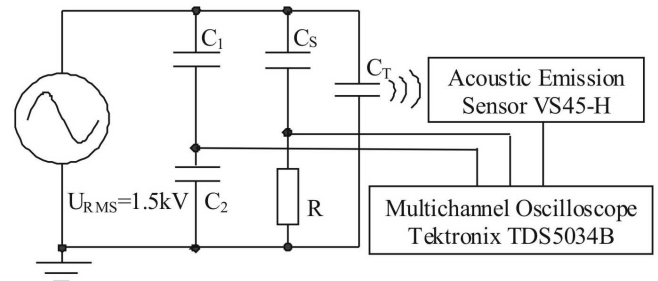 C1
CS
CT
Acoustic Emission
Sensor VS45-H
URMS=1.5kV
C2
R
Multichannel Oscilloscope
Tektronix TDS5034B